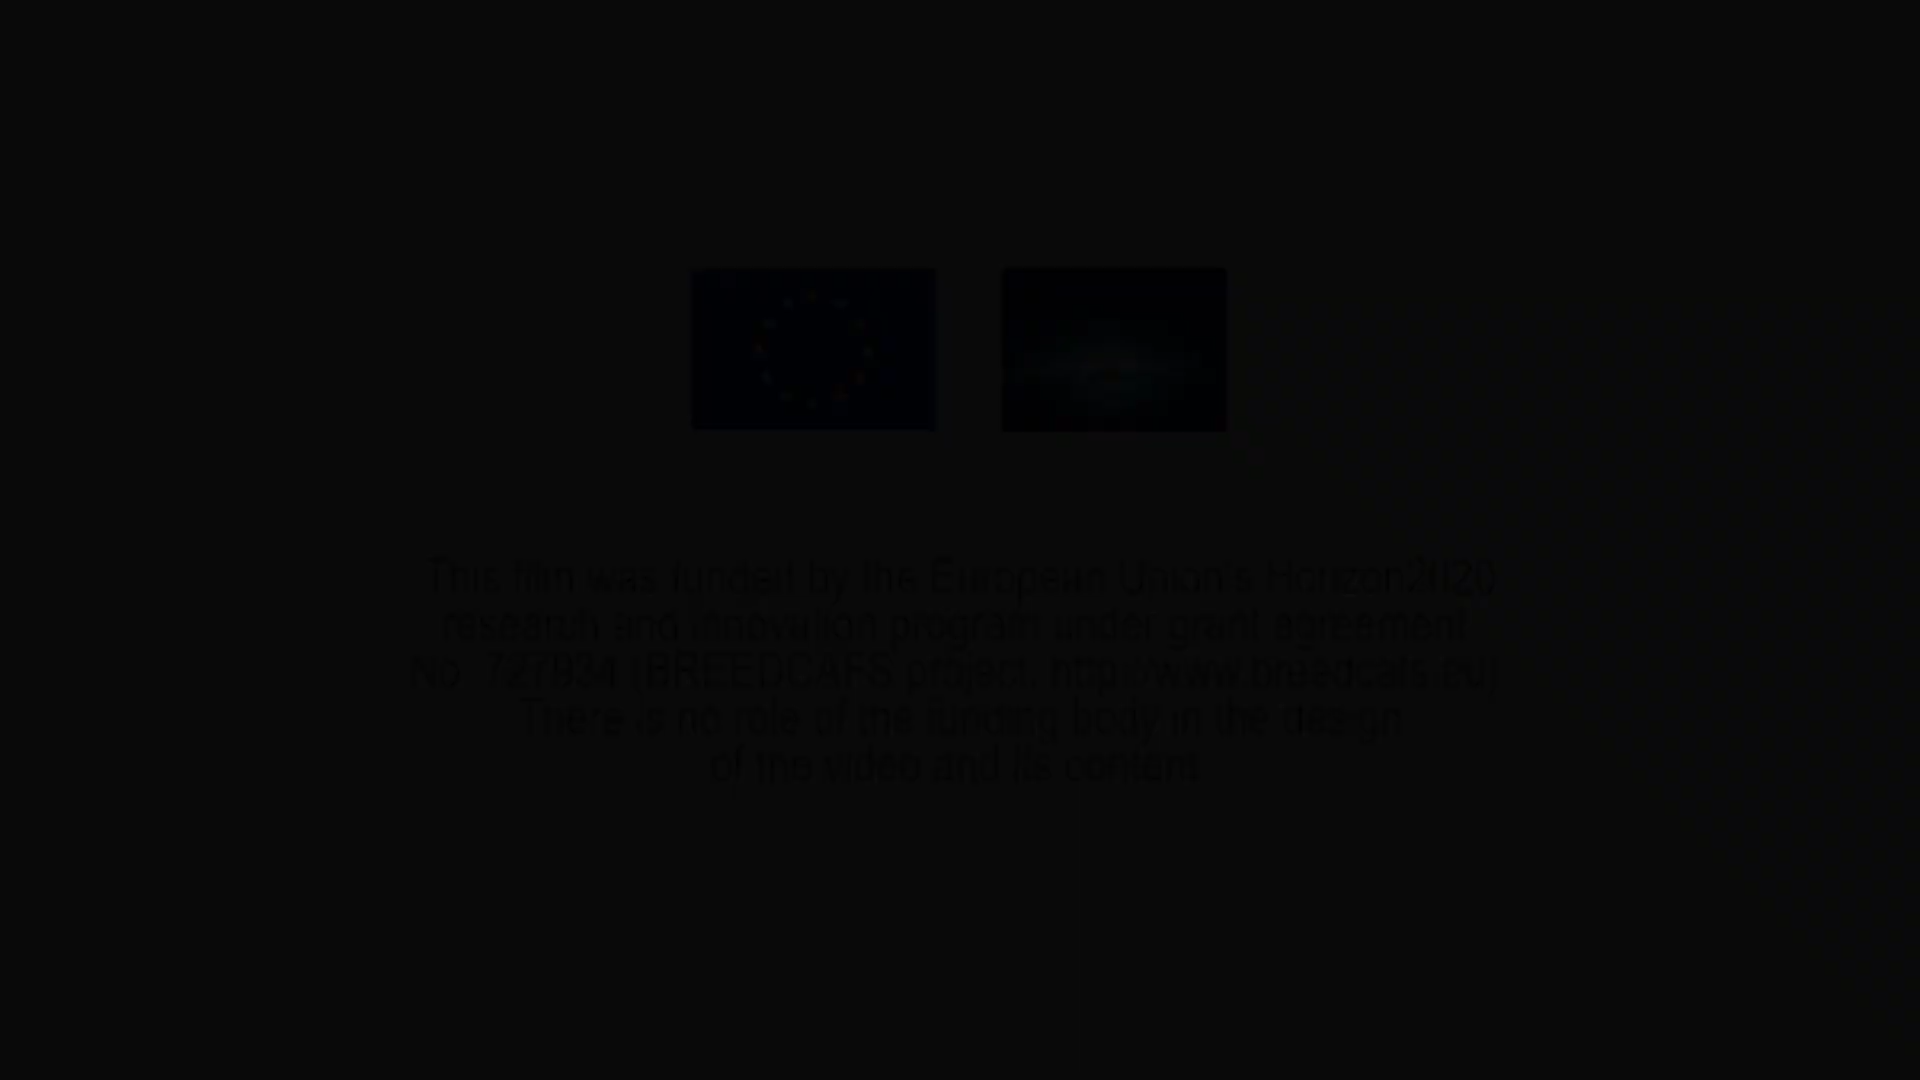 This film was funded by the European Union's Horizon2020
research and innovation program under grant agreement
No. 727934 (BREEDCAFS project. http://www.breedcafs.eu)
There is no role of the funding body in the design
of the video and its content